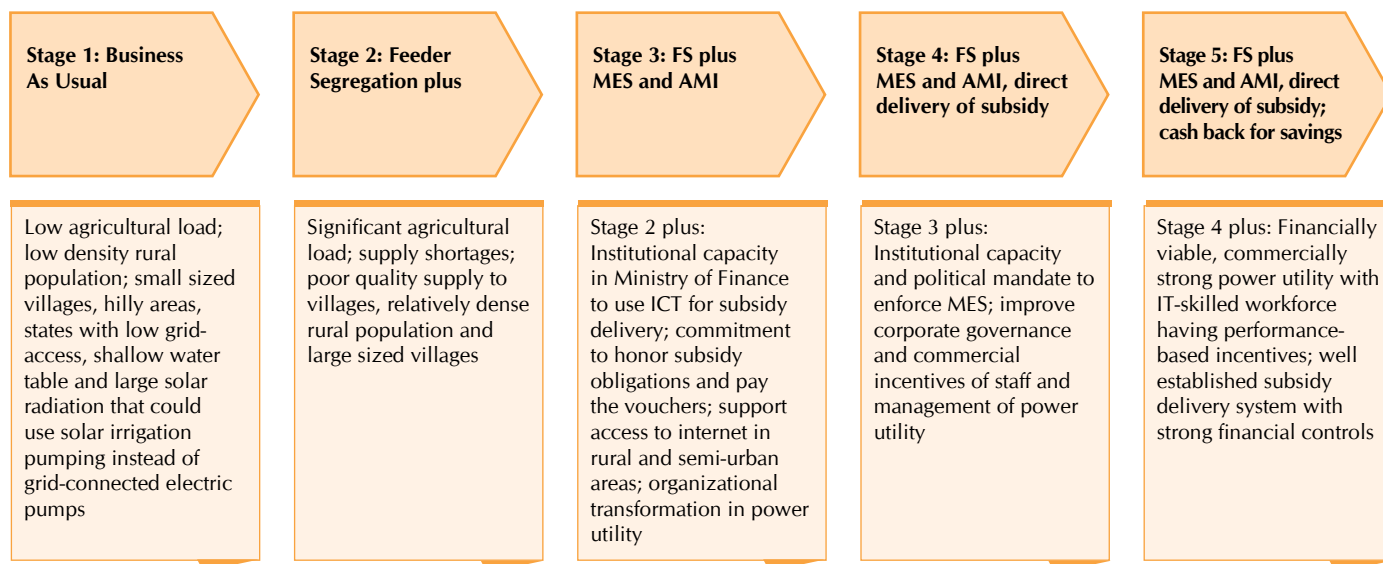 Stage 1: Business
As Usual
Stage 2: Feeder
Segregation plus
Stage 3: FS plus
MES and AMI
Stage 4: FS plus
MES and AMI, direct
delivery of subsidy
Stage 5: FS plus
MES and AMI, direct
delivery of subsidy;
cash back for savings
Low agricultural load;
low density rural
population; small sized
villages, hilly areas,
states with low grid-
access, shallow water
table and large solar
radiation that could
use solar irrigation
pumping instead of
grid-connected electric
pumps
Significant agricultural
load; supply shortages;
poor quality supply to
villages, relatively dense
rural population and
large sized villages
Stage 2 plus:
Institutional capacity
in Ministry of Finance
to use ICT for subsidy
delivery; commitment
to honor subsidy
obligations and pay
the vouchers; support
access to internet in
rural and semi-urban
areas; organizational
transformation in power
utility
Stage 3 plus:
Institutional capacity
and political mandate to
enforce MES; improve
corporate governance
and commercial
incentives of staff and
management of power
utility
Stage 4 plus: Financially
viable, commercially
strong power utility with
IT-skilled workforce
having performance-
based incentives; well
established subsidy
delivery system with
strong financial controls